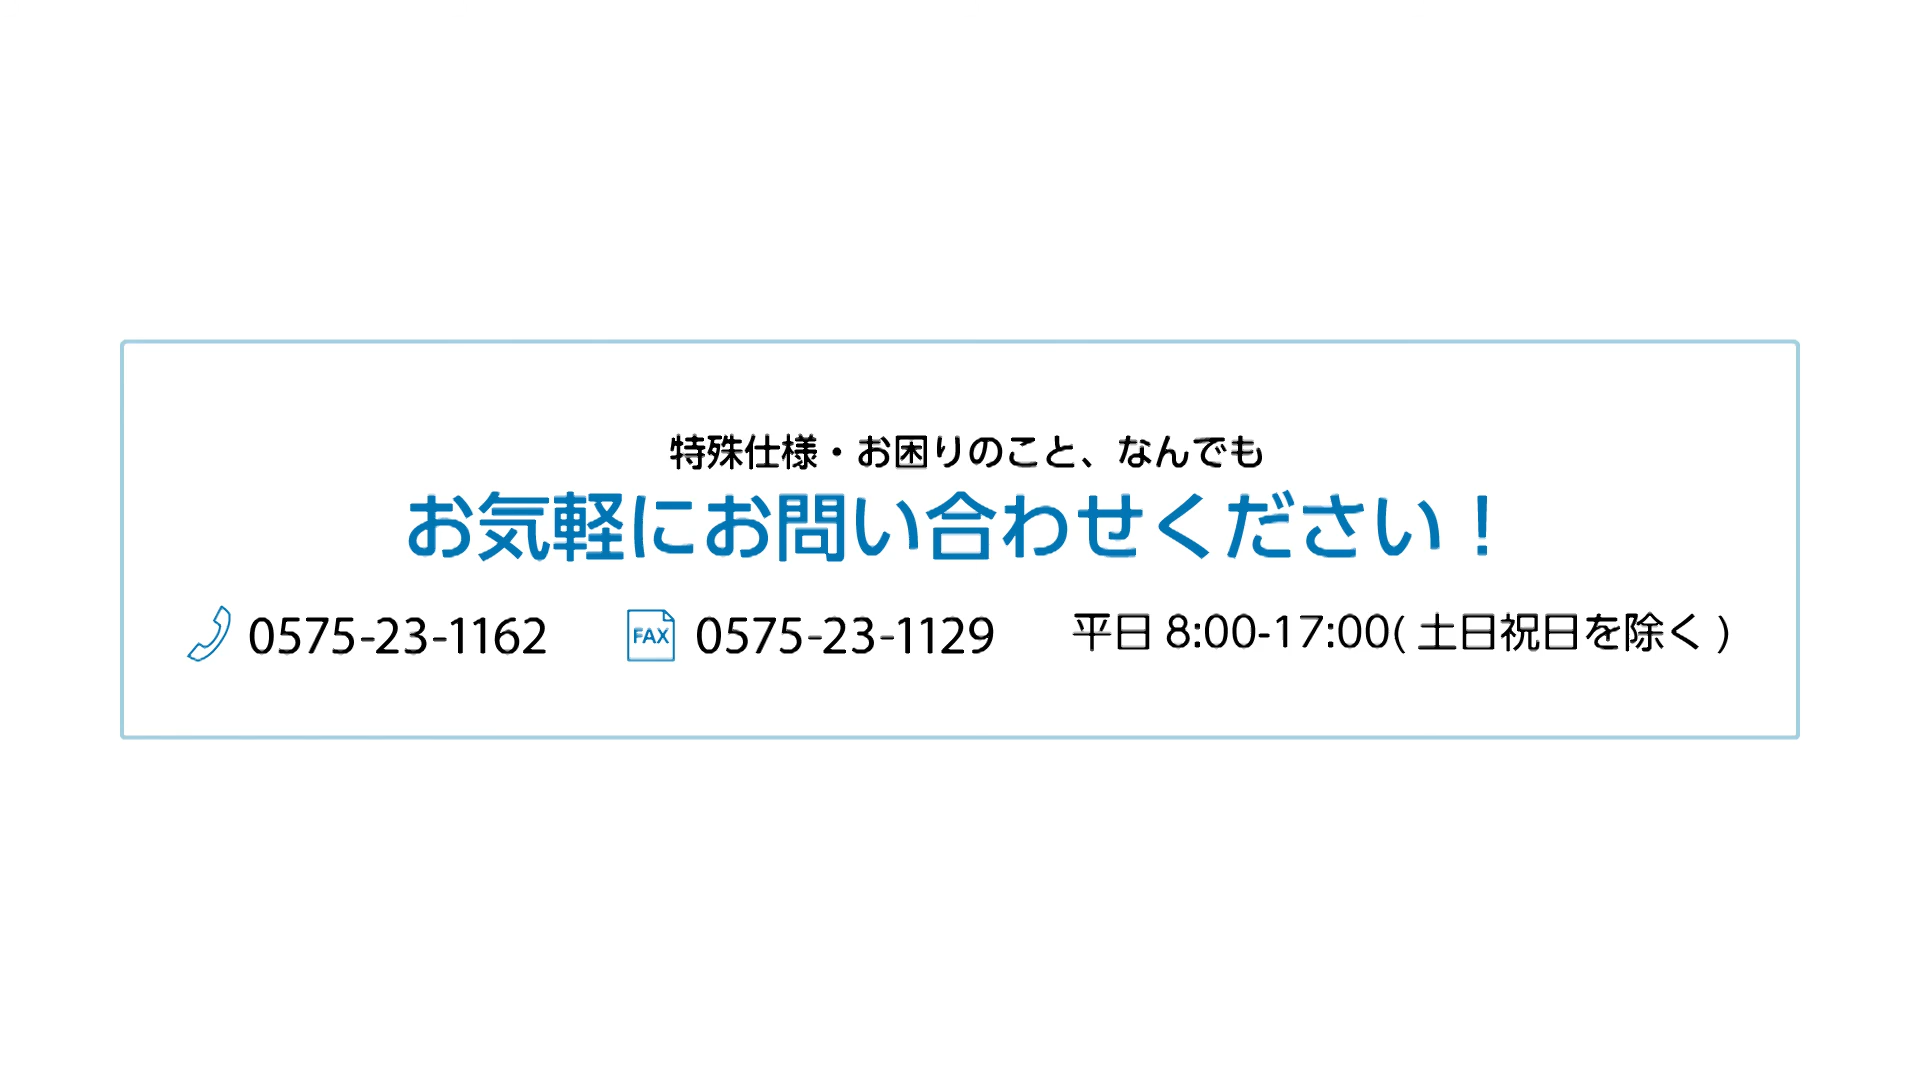 特殊仕様・お困りのこと、なんでも
お気軽にお問い合わせください！
0575-23-1162 FAX 0575-23-1129 平日 8:00-17:00( 土日祝日を除く )